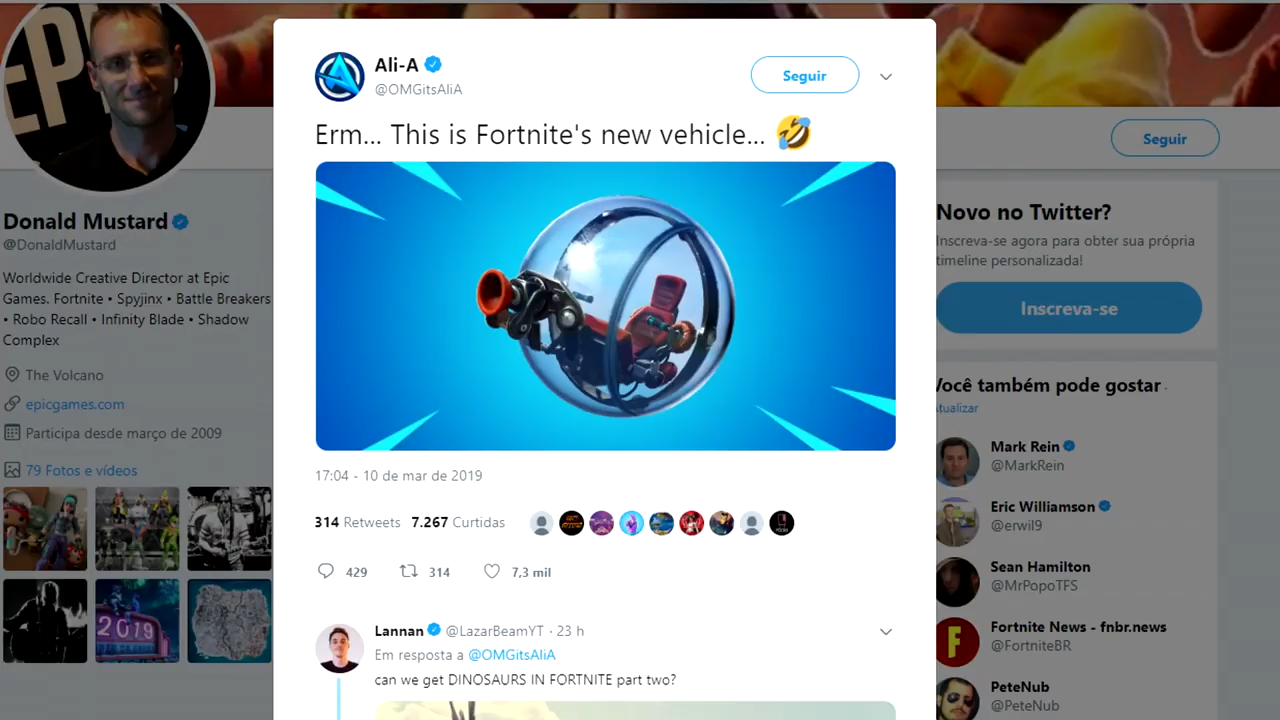 EPI
Donald Mustard
@DonaldMustard
Worldwide Creative Director at Epic
Games. Fortnite • Spyjinx • Battle Breakers
• Robo Recall • Infinity Blade • Shadow
Complex
The Volcano
epicgames.com
Participa desde março de 2009
79 Fotos e vídeos
2019
Ali-A
@OMGitsAliA
Seguir
Erm... This is Fortnite's new vehicle... 🤣
17:04 - 10 de mar de 2019
314 Retweets 7.267 Curtidas
429 314 7,3 mil
Lannan @LazarBeamYT · 23 h
Em resposta a @OMGitsAliA
can we get DINOSAURS IN FORTNITE part two?
Seguir
Novo no Twitter?
Inscreva-se agora para obter sua própria
timeline personalizada!
Inscreva-se
Você também pode gostar ·
Atualizar
Mark Rein
@MarkRein
Eric Williamson
@erwil9
Sean Hamilton
@MrPopoTFS
F
Fortnite News - fnbr.news
@FortniteBR
PeteNub
@PeteNub